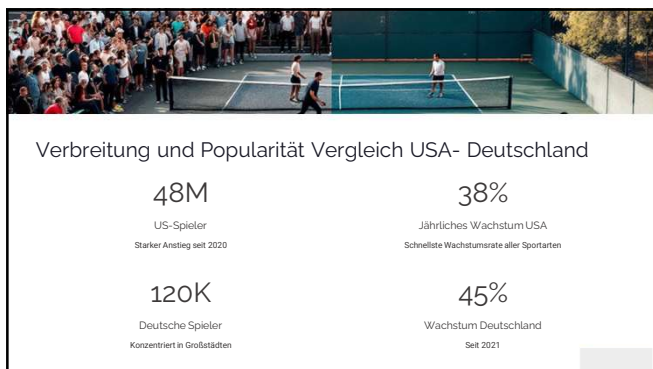 Verbreitung und Popularität Vergleich USA- Deutschland
48M
38%
US-Spieler
Jährliches Wachstum USA
Starker Anstieg seit 2020
Schnellste Wachstumsrate aller Sportarten
120K
45%
Deutsche Spieler
Wachstum Deutschland
Konzentriert in Großstädten
Seit 2021